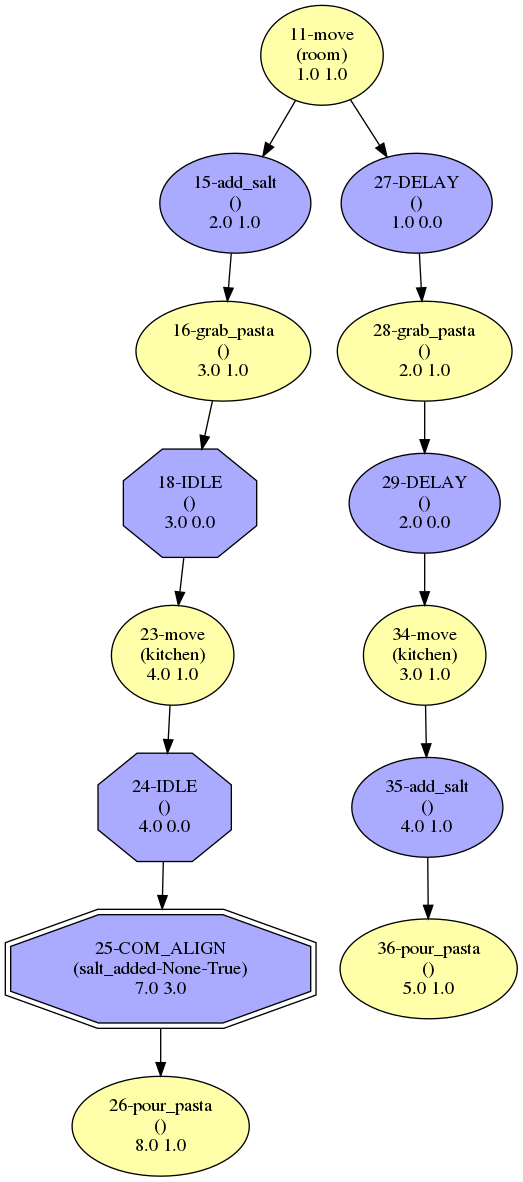 11-move
(room)
1.0 1.0
15-add_salt
()
2.0 1.0
27-DELAY
()
1.0 0.0
16-grab_pasta
()
3.0 1.0
28-grab_pasta
()
2.0 1.0
18-IDLE
()
3.0 0.0
29-DELAY
()
2.0 0.0
23-move
(kitchen)
4.0 1.0
34-move
(kitchen)
3.0 1.0
24-IDLE
()
4.0 0.0
35-add_salt
()
4.0 1.0
25-COM_ALIGN
(salt_added-None-True)
7.0 3.0
36-pour_pasta
()
5.0 1.0
26-pour_pasta
()
8.0 1.0